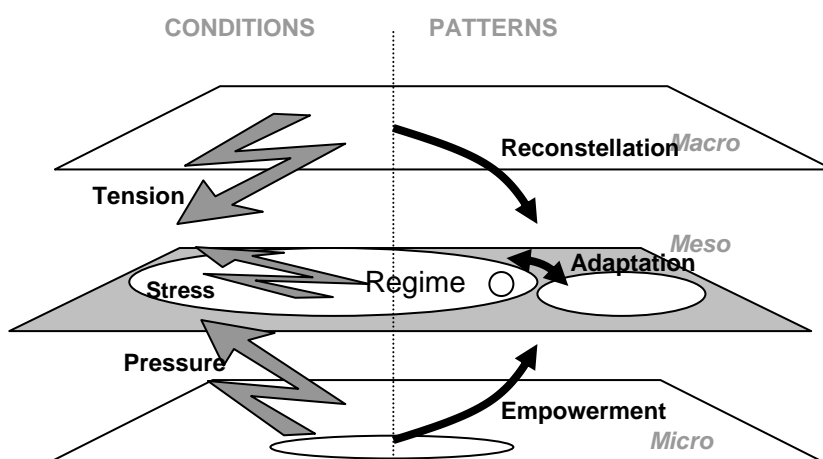 CONDITIONS
PATTERNS
Reconstellation
Macro
Tension
Meso
Adaptation
Stress
Regime
Pressure
Empowerment
Micro